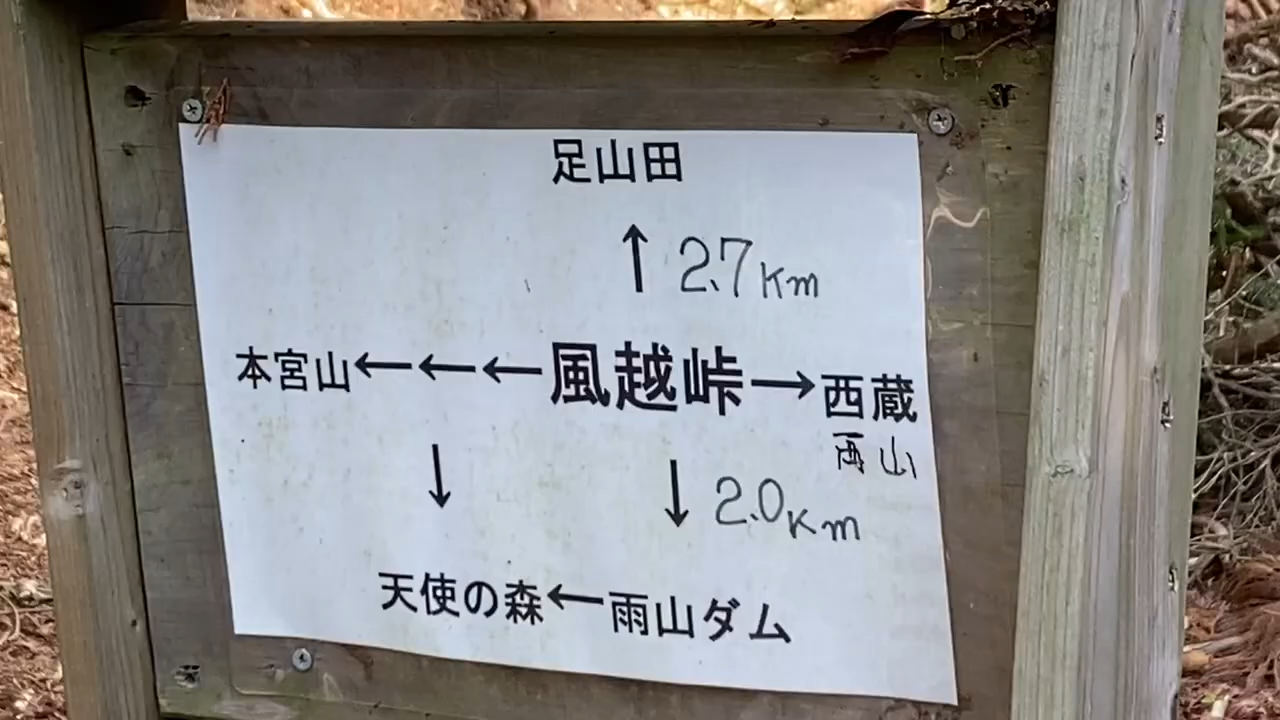 足山田
↑ 2.7Km
本宮山←←←風越峠→西蔵
雨山
↓ ↓ 2.0Km
天使の森←雨山ダム